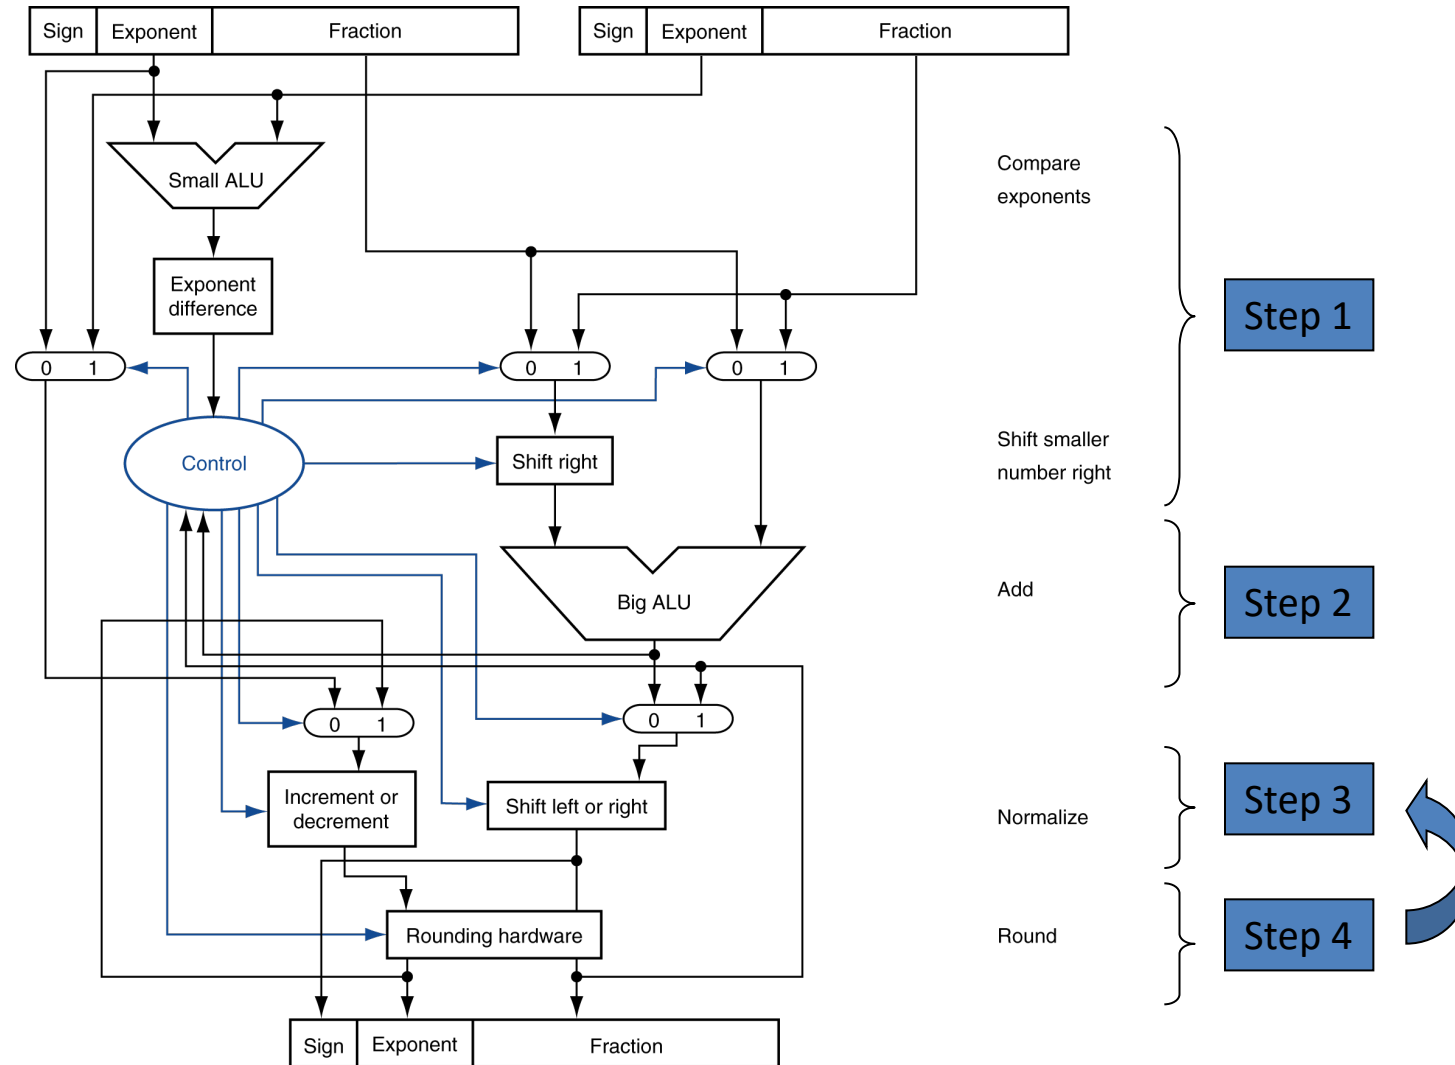 Sign Exponent Fraction Sign Exponent Fraction
Compare
exponents
Small ALU
Exponent
difference
Step 1
0 1 0 1 0 1
Control
Shift right
Shift smaller
number right
Add
Big ALU
Step 2
0 1 0 1
Increment or
decrement
Shift left or right
Normalize
Step 3
Rounding hardware
Round
Step 4
Sign Exponent Fraction